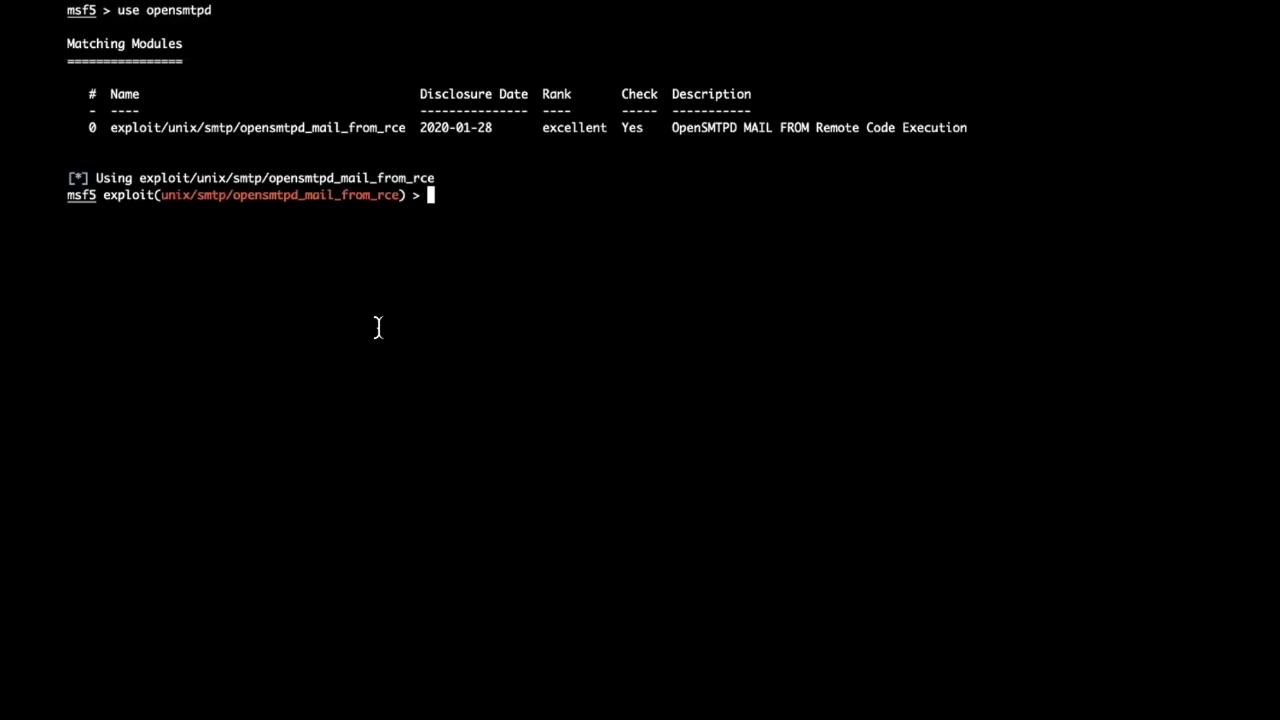 msf5 > use opensmtpd
Matching Modules
================
# Name Disclosure Date Rank Check Description
- ---- --------------- ---- ----- -----------
0 exploit/unix/smtp/opensmtpd_mail_from_rce 2020-01-28 excellent Yes OpenSMTPD MAIL FROM Remote Code Execution
[*] Using exploit/unix/smtp/opensmtpd_mail_from_rce
msf5 exploit(unix/smtp/opensmtpd_mail_from_rce) >